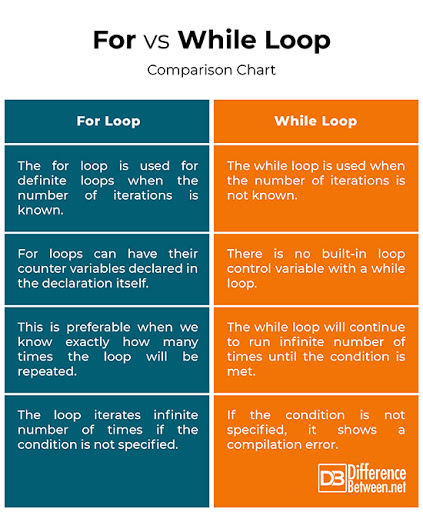 For vs While Loop
Comparison Chart
For Loop
While Loop
The for loop is used for
definite loops when the
number of iterations is
known.
The while loop is used when
the number of iterations is
not known.
For loops can have their
counter variables declared in
the declaration itself.
There is no built-in loop
control variable with a while
loop.
This is preferable when we
know exactly how many
times the loop will be
repeated.
The while loop will continue
to run infinite number of
times until the condition is
met.
The loop iterates infinite
number of times if the
condition is not specified.
If the condition is not
specified, it shows a
compilation error.
DB Difference
Between.net